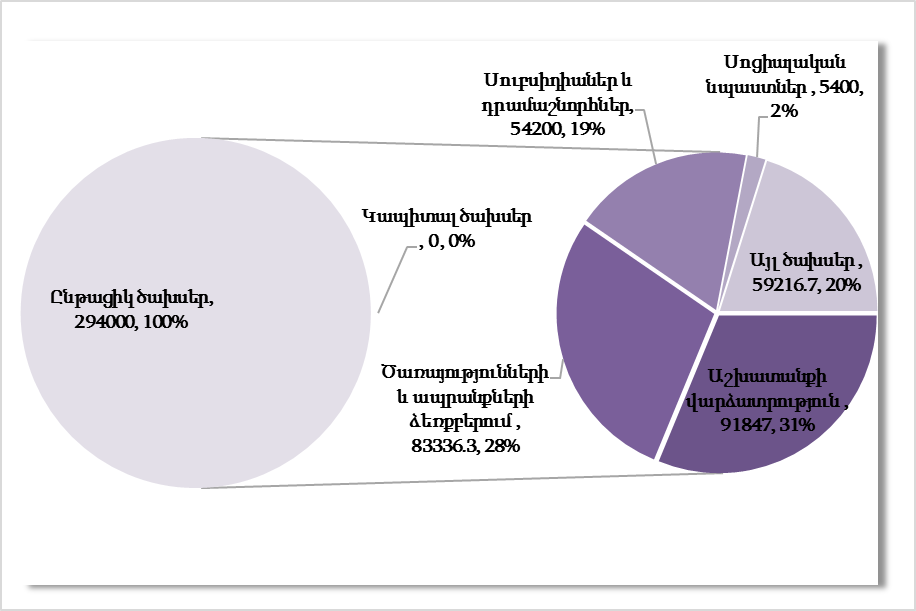 Ընթացիկ ծախսեր,
294000, 100%
Կապիտալ ծախսեր
, 0, 0%
Սուբսիդիաներ և
դրամաշնորհներ,
54200, 19%
Սոցիալական
նպաստներ , 5400,
2%
Այլ ծախսեր ,
59216.7, 20%
Ծառայությունների
և ապրանքների
ձեռքբերում ,
83336.3, 28%
Աշխատանքի
վարձատրություն ,
91847, 31%